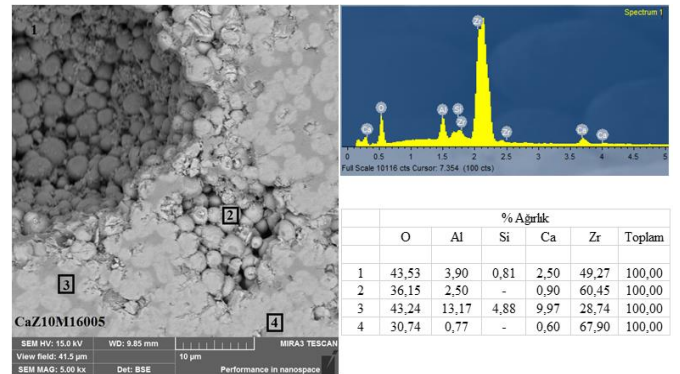 1
2
3
4
CaZ10M16005
SEM HV: 15.0 kV WD: 9.85 mm MIRA3 TESCAN
View field: 41.5 µm 10 µm
SEM MAG: 5.00 kx Det: BSE Performance in nanospace
Spectrum 1
Zr
O Al Si
Ca Zr Zr Ca Ca
0 0.5 1 1.5 2 2.5 3 3.5 4 4.5 5
Full Scale 10116 cts Cursor: 7.354 (100 cts)
% Ağırlık
O Al Si Ca Zr Toplam
1 43,53 3,90 0,81 2,50 49,27 100,00
2 36,15 2,50 - 0,90 60,45 100,00
3 43,24 13,17 4,88 9,97 28,74 100,00
4 30,74 0,77 - 0,60 67,90 100,00